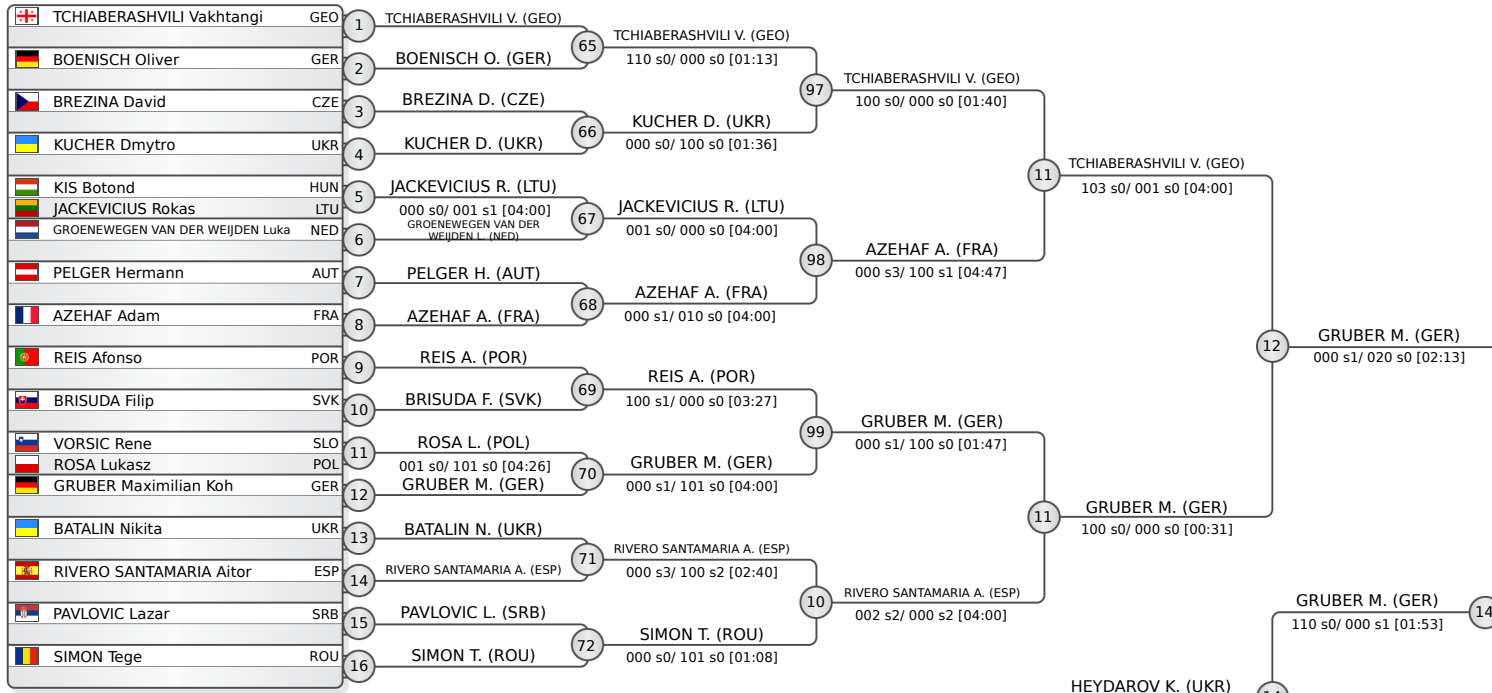 TCHIABERASHVILI Vakhtangi GEO
BOENISCH Oliver GER
BREZINA David CZE
KUCHER Dmytro UKR
KIS Botond HUN
JACKEVICIUS Rokas LTU
GROENEWEGEN VAN DER WEIJDEN Luka NED
PELGER Hermann AUT
AZEHAF Adam FRA
REIS Afonso POR
BRISUDA Filip SVK
VORSIC Rene SLO
ROSA Lukasz POL
GRUBER Maximilian Koh GER
BATALIN Nikita UKR
RIVERO SANTAMARIA Aitor ESP
PAVLOVIC Lazar SRB
SIMON Tege ROU
1
2
3
4
5
6
7
8
9
10
11
12
13
14
15
16
TCHIABERASHVILI V. (GEO)
BOENISCH O. (GER)
BREZINA D. (CZE)
KUCHER D. (UKR)
JACKEVICIUS R. (LTU)
000 s0/ 001 s1 [04:00]
GROENEWEGEN VAN DER
WEIJDEN L. (NED)
PELGER H. (AUT)
AZEHAF A. (FRA)
REIS A. (POR)
BRISUDA F. (SVK)
ROSA L. (POL)
001 s0/ 101 s0 [04:26]
GRUBER M. (GER)
BATALIN N. (UKR)
RIVERO SANTAMARIA A. (ESP)
PAVLOVIC L. (SRB)
SIMON T. (ROU)
65
66
67
68
69
70
71
72
TCHIABERASHVILI V. (GEO)
110 s0/ 000 s0 [01:13]
KUCHER D. (UKR)
000 s0/ 100 s0 [01:36]
JACKEVICIUS R. (LTU)
001 s0/ 000 s0 [04:00]
AZEHAF A. (FRA)
000 s1/ 010 s0 [04:00]
REIS A. (POR)
100 s1/ 000 s0 [03:27]
GRUBER M. (GER)
000 s1/ 101 s0 [04:00]
RIVERO SANTAMARIA A. (ESP)
000 s3/ 100 s2 [02:40]
SIMON T. (ROU)
000 s0/ 101 s0 [01:08]
97
98
99
10
TCHIABERASHVILI V. (GEO)
100 s0/ 000 s0 [01:40]
AZEHAF A. (FRA)
000 s3/ 100 s1 [04:47]
GRUBER M. (GER)
000 s1/ 100 s0 [01:47]
RIVERO SANTAMARIA A. (ESP)
002 s2/ 000 s2 [04:00]
11
11
TCHIABERASHVILI V. (GEO)
103 s0/ 001 s0 [04:00]
GRUBER M. (GER)
100 s0/ 000 s0 [00:31]
12
GRUBER M. (GER)
000 s1/ 020 s0 [02:13]
GRUBER M. (GER)
110 s0/ 000 s1 [01:53]
14
HEYDAROV K. (UKR)